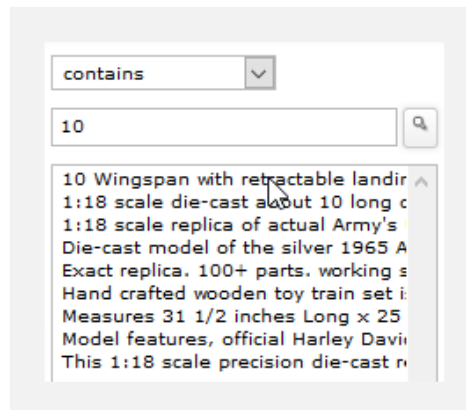 contains
10
10 Wingspan with retractable landin
1:18 scale die-cast about 10 long
1:18 scale replica of actual Army's
Die-cast model of the silver 1965 A
Exact replica. 100+ parts. working s
Hand crafted wooden toy train set i
Measures 31 1/2 inches Long x 25
Model features, official Harley Davi
This 1:18 scale precision die-cast r